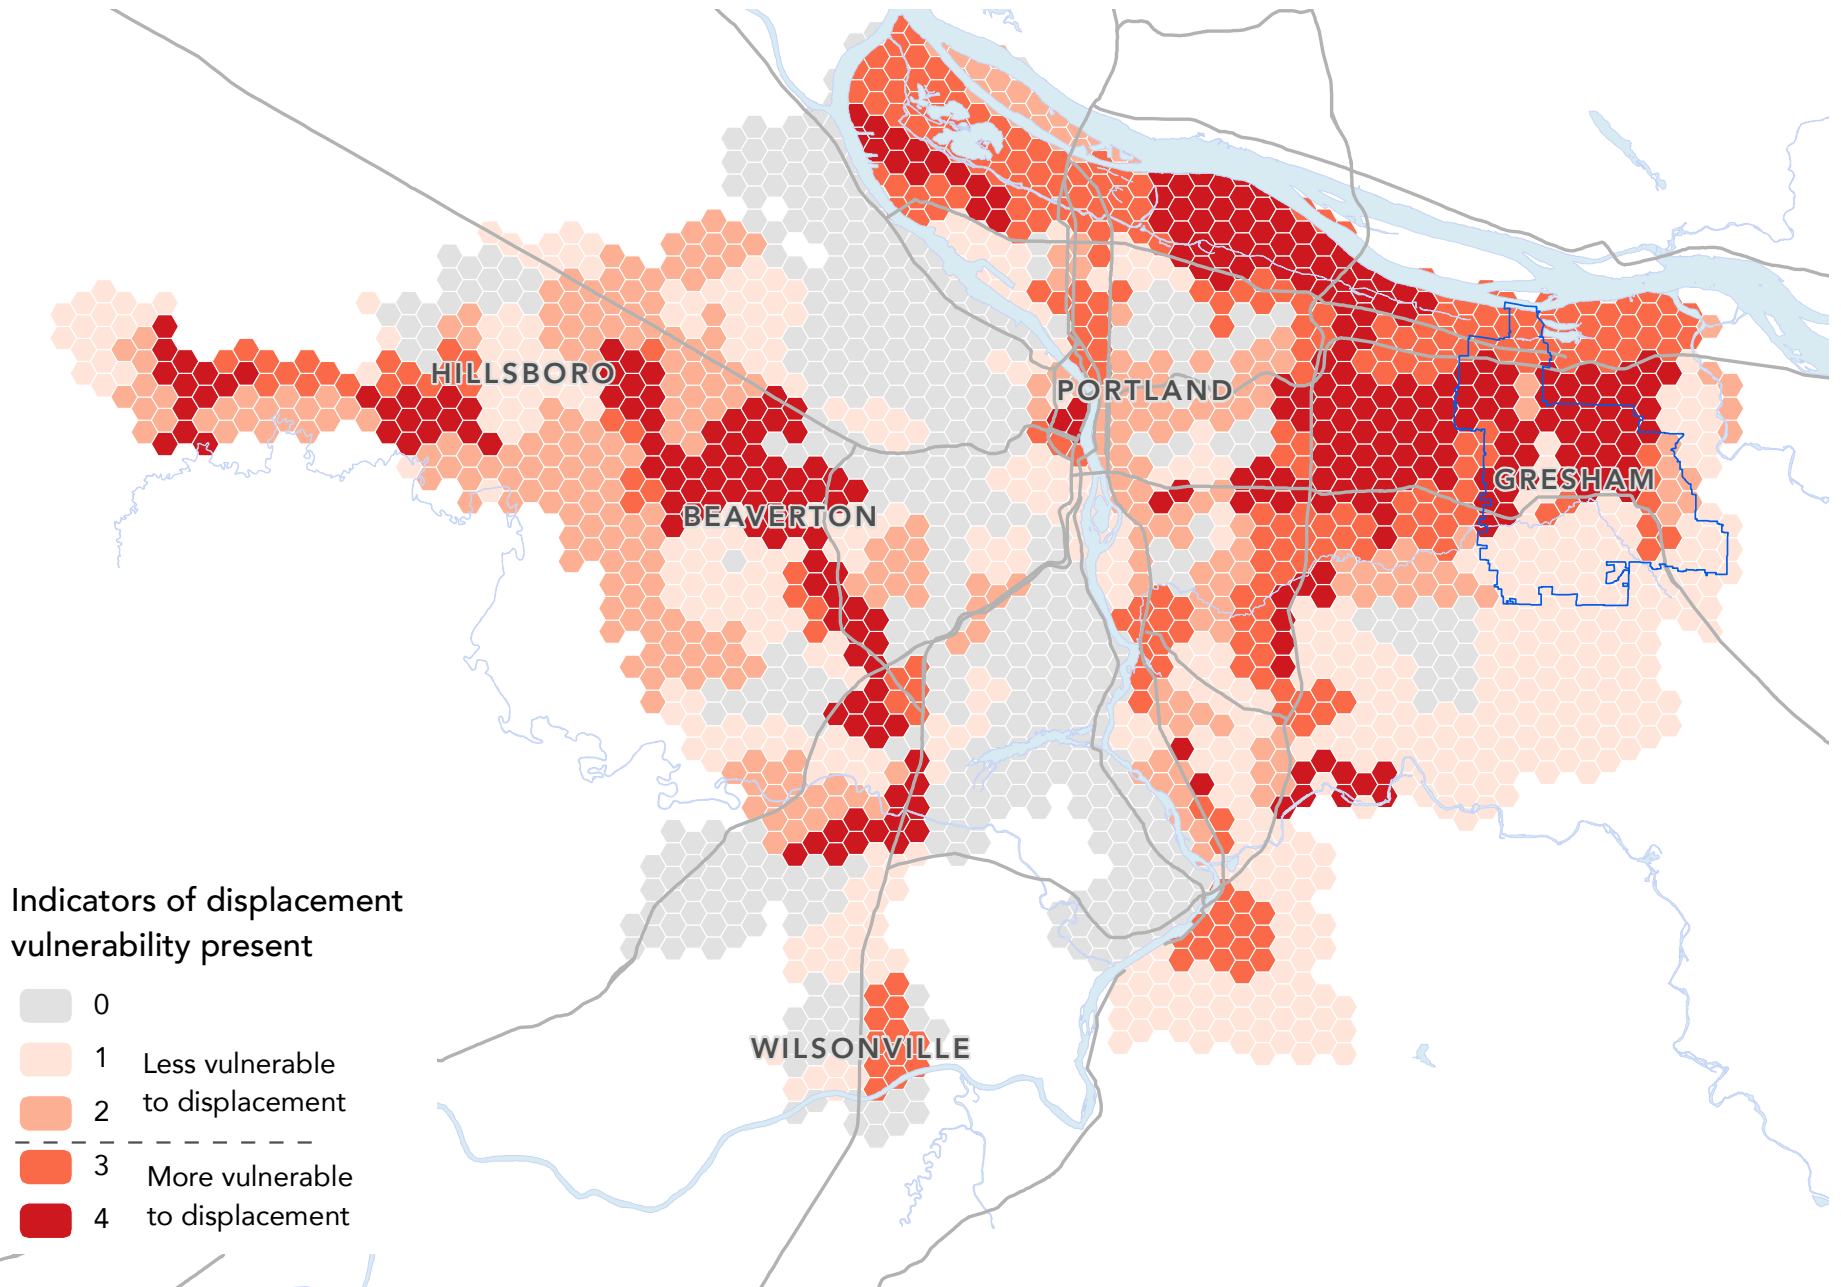 HILLSBORO
PORTLAND
GRESHAM
BEAVERTON
WILSONVILLE
Indicators of displacement
vulnerability present
0
1
Less vulnerable
to displacement
2
3
More vulnerable
to displacement
4